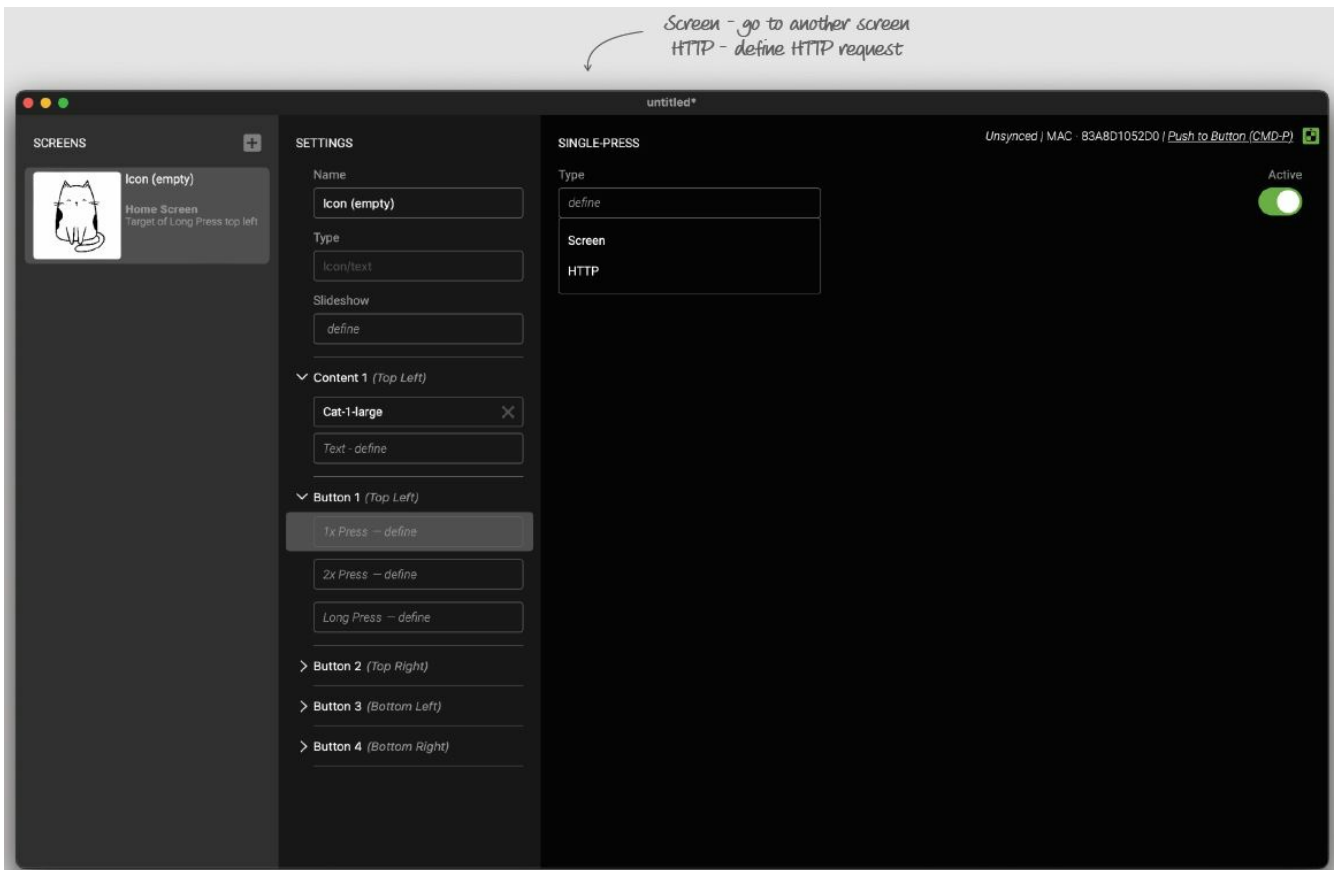 Screen - go to another screen
HTTP - define HTTP request
untitled*
SCREENS
Icon (empty)
Home Screen
Target of Long Press top left
SETTINGS
Name
Icon (empty)
Type
Icon/text
Slideshow
define
Content 1 (Top Left)
Cat-1-large
Text - define
Button 1 (Top Left)
1x Press — define
2x Press — define
Long Press — define
Button 2 (Top Right)
Button 3 (Bottom Left)
Button 4 (Bottom Right)
SINGLE-PRESS
Unsynced | MAC - 83A8D1052D0 | Push to Button (CMD-P)
Type
Active
define
Screen
HTTP